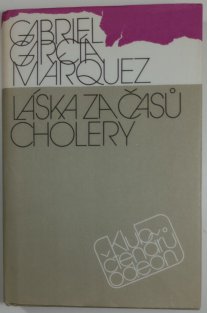 GABRIEL
GARCÍA
MÁRQUEZ
LÁSKA ZA ČASŮ
CHOLERY
klub
čtenářů
odeon